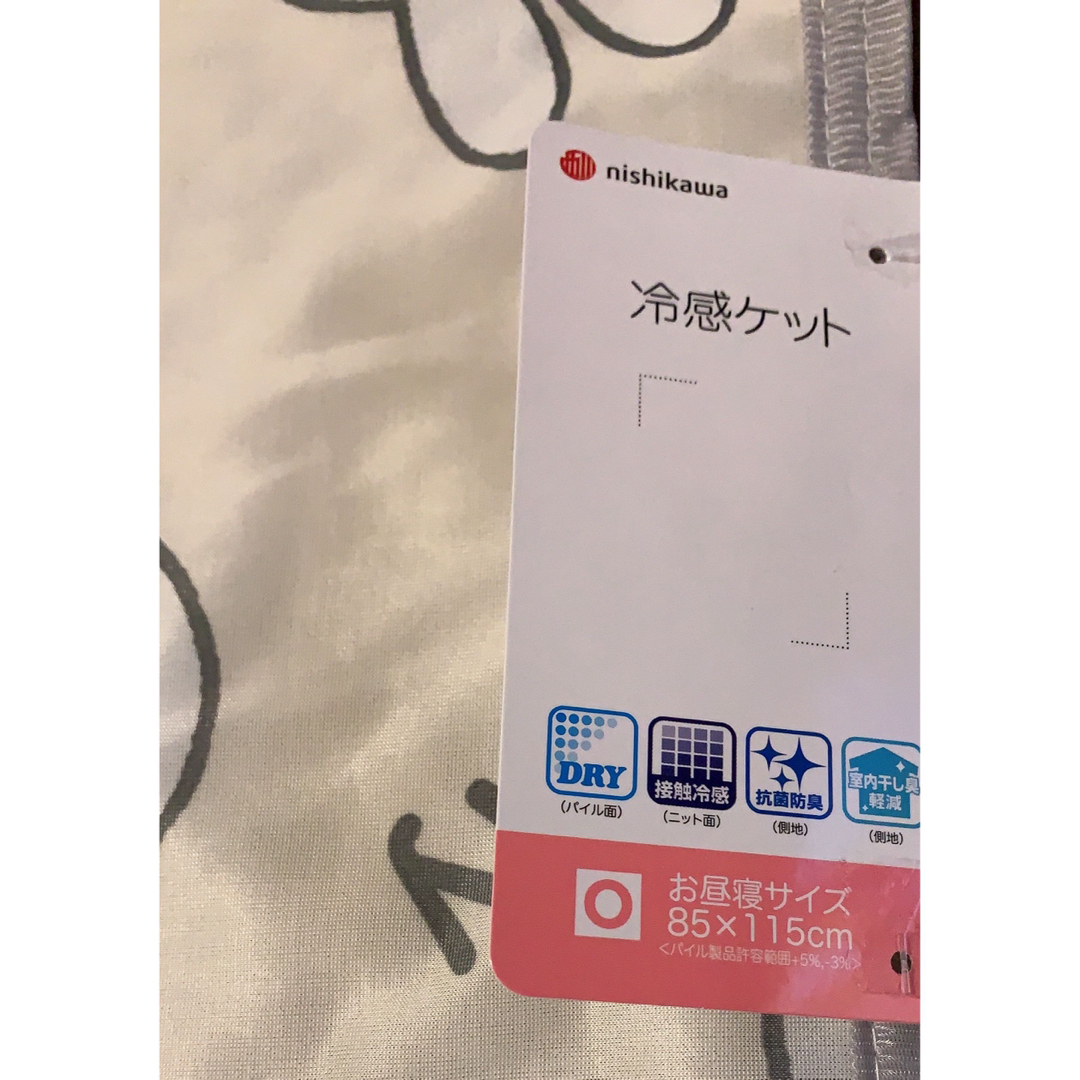 nishikawa
冷感ケット
DRY
(パイル面)
接触冷感
(ニット面)
抗菌防臭
(側地)
室内干し臭
軽減
(側地)
お昼寝サイズ
85×115cm
<パイル製品許容範囲+5%,-3%>